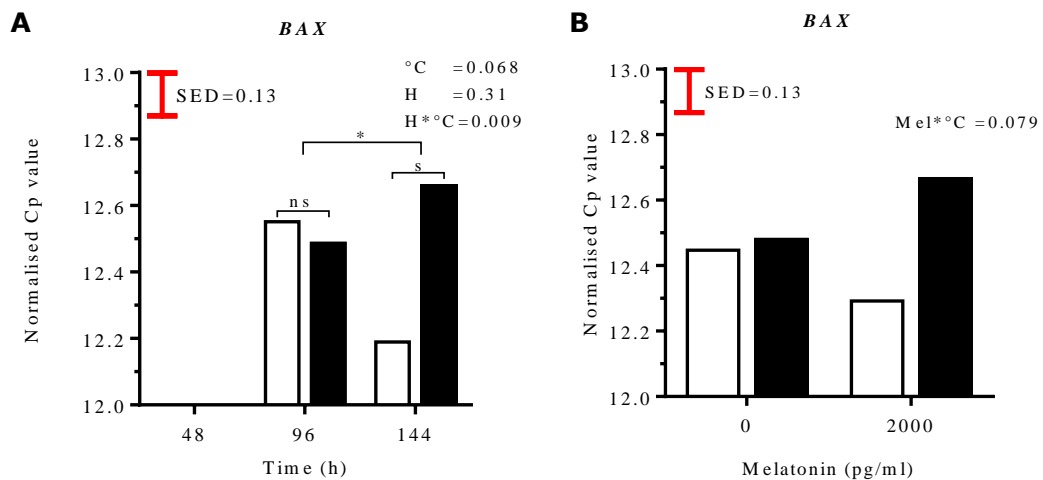 A
BAX
13.0
12.8
12.6
12.4
12.2
12.0
Normalised Cp value
SED=0.13
°C =0.068
H =0.31
H*°C=0.009
*
s
ns
48 96 144
Time (h)
B
BAX
13.0
12.8
12.6
12.4
12.2
12.0
Normalised Cp value
SED=0.13
Mel*°C =0.079
0 2000
Melatonin (pg/ml)